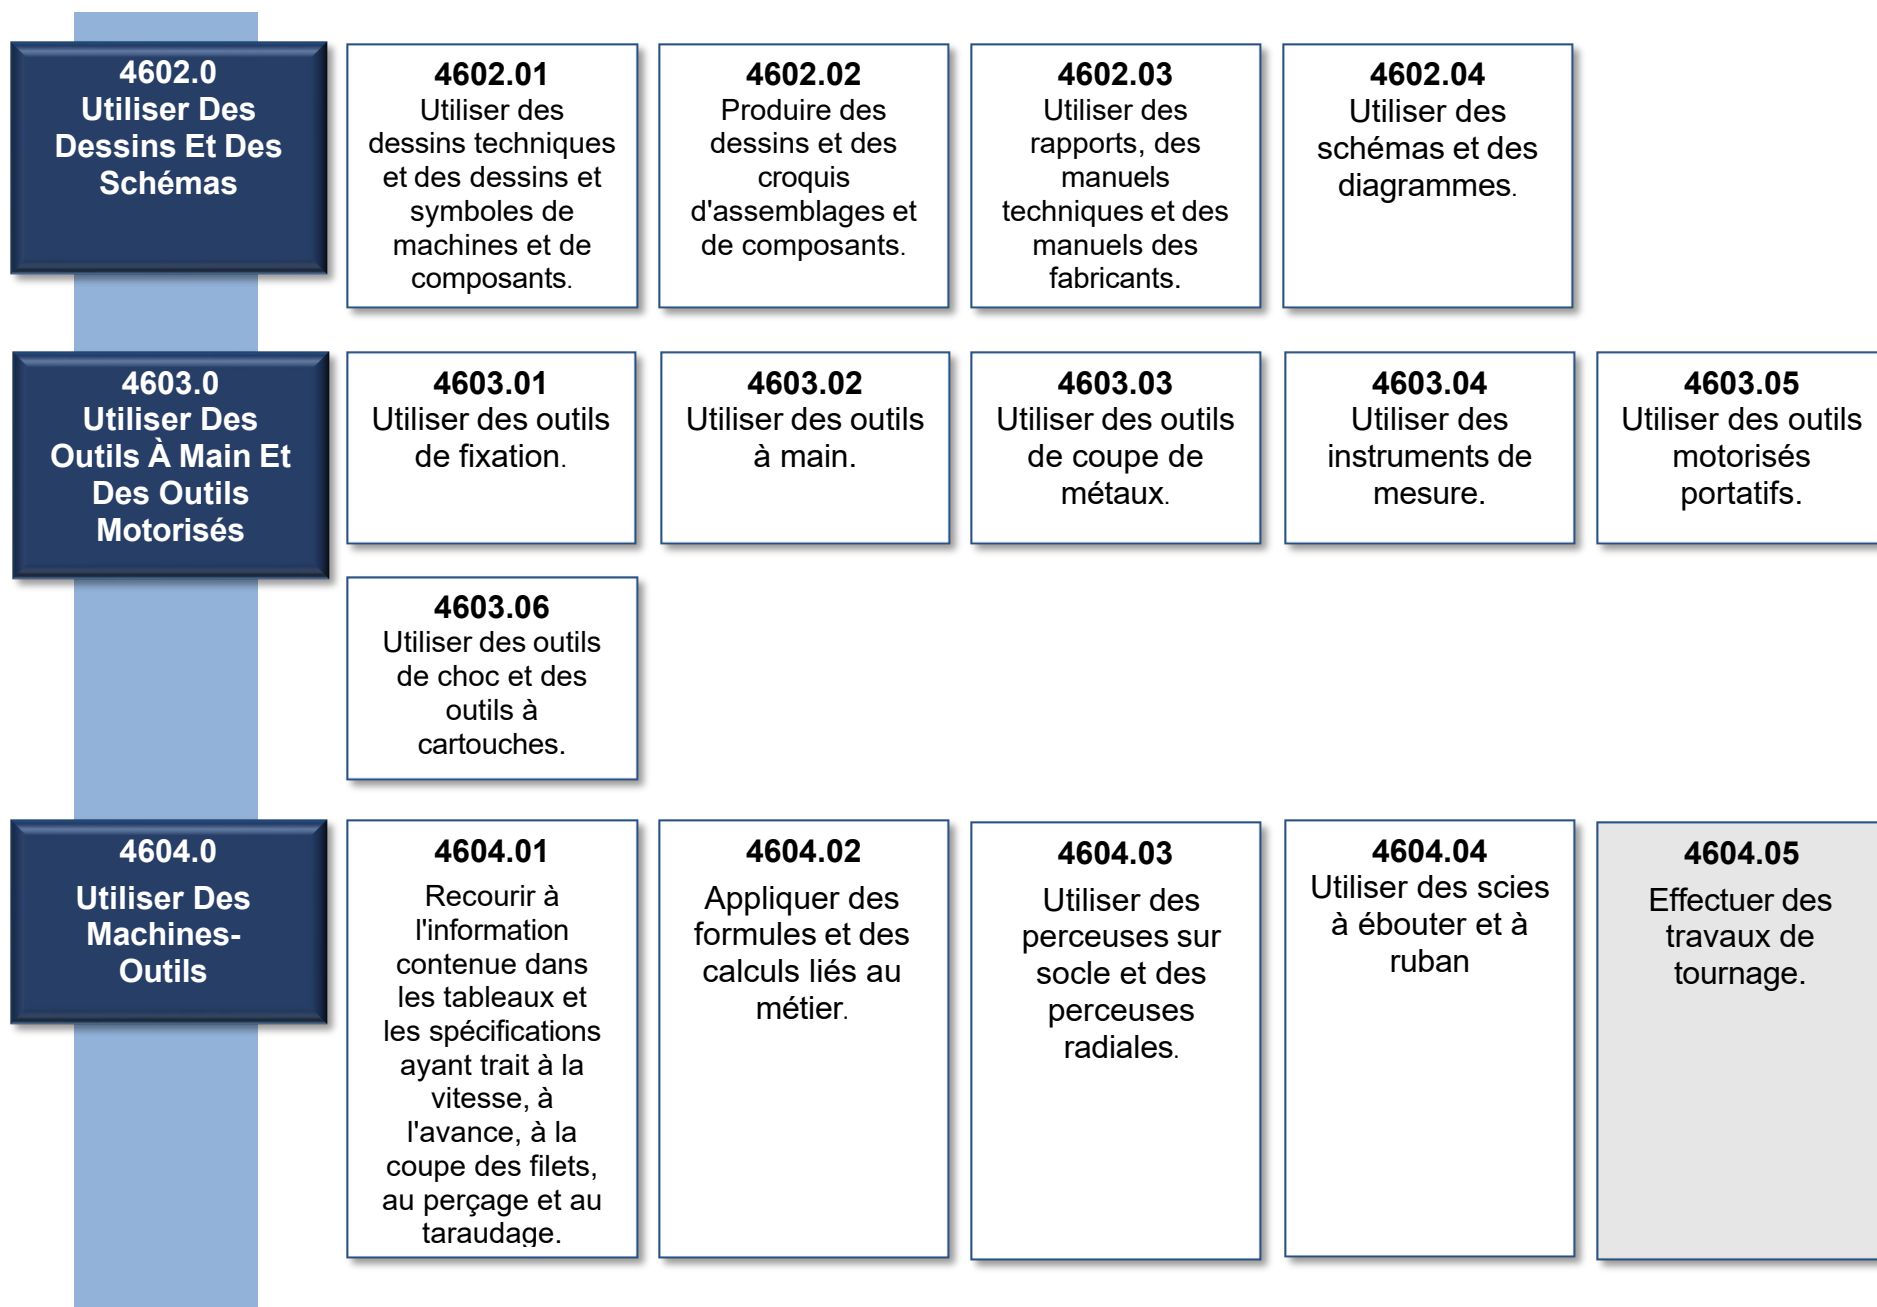 4602.0
Utiliser Des
Dessins Et Des
Schémas
4602.01
Utiliser des
dessins techniques
et des dessins et
symboles de
machines et de
composants.
4602.02
Produire des
dessins et des
croquis
d'assemblages et
de composants.
4602.03
Utiliser des
rapports, des
manuels
techniques et des
manuels des
fabricants.
4602.04
Utiliser des
schémas et des
diagrammes.
4603.0
Utiliser Des
Outils À Main Et
Des Outils
Motorisés
4603.01
Utiliser des outils
de fixation.
4603.02
Utiliser des outils
à main.
4603.03
Utiliser des outils
de coupe de
métaux.
4603.04
Utiliser des
instruments de
mesure.
4603.05
Utiliser des outils
motorisés
portatifs.
4603.06
Utiliser des outils
de choc et des
outils à
cartouches.
4604.0
Utiliser Des
Machines-
Outils
4604.01
Recourir à
l'information
contenue dans
les tableaux et
les spécifications
ayant trait à la
vitesse, à
l'avance, à la
coupe des filets,
au perçage et au
taraudage.
4604.02
Appliquer des
formules et des
calculs liés au
métier.
4604.03
Utiliser des
perceuses sur
socle et des
perceuses
radiales.
4604.04
Utiliser des scies
à ébouter et à
ruban
4604.05
Effectuer des
travaux de
tournage.